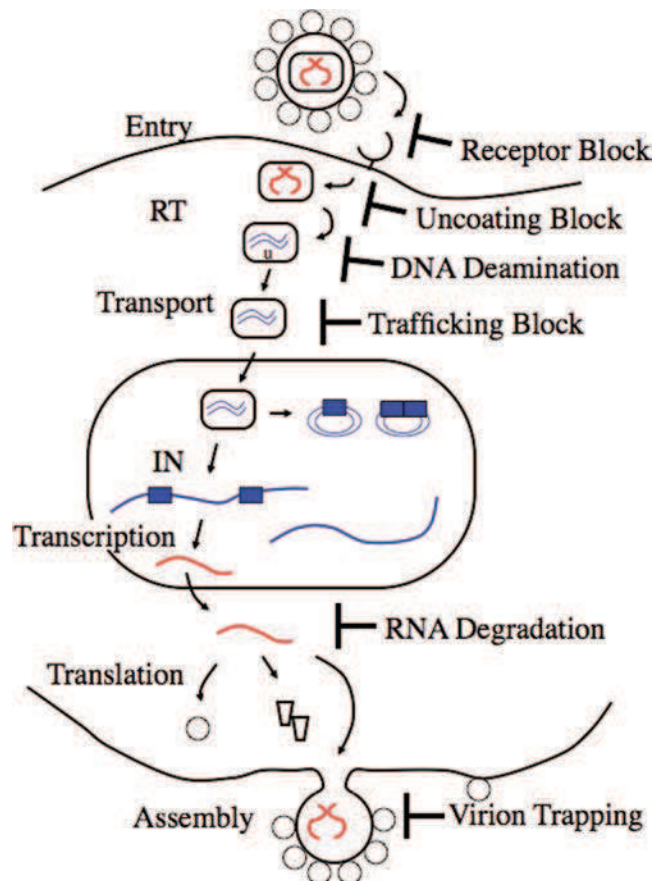 Entry
Receptor Block
RT
Uncoating Block
u
DNA Deamination
Transport
Trafficking Block
IN
Transcription
RNA Degradation
Translation
Assembly
Virion Trapping